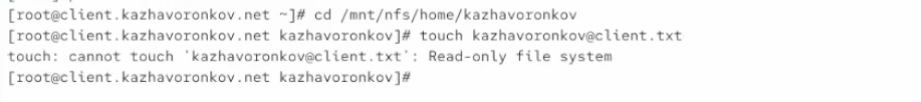 [root@client.kazhavoronkov.net ~]# cd /mnt/nfs/home/kazhavoronkov
[root@client.kazhavoronkov.net kazhavoronkov]# touch kazhavoronkov@client.txt
touch: cannot touch 'kazhavoronkov@client.txt': Read-only file system
[root@client.kazhavoronkov.net kazhavoronkov]#